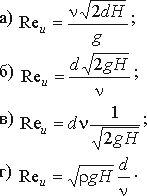 а) Re_u = ν√(2dH) / g ;
б) Re_u = d√(2gH) / ν ;
в) Re_u = dν 1 / √(2gH) ;
г) Re_u = √(ρgH) d / ν .